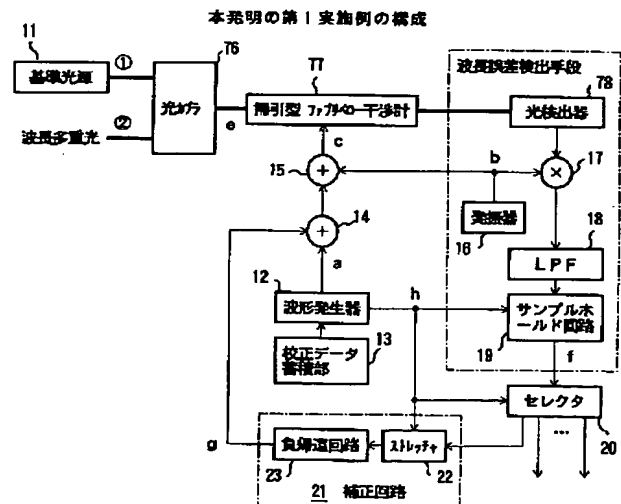 本発明の第1実施例の構成
11
基準光源
①
波長多重光
②
76
光カプラ
e
77
掃引型 ファブリペロー干渉計
波長誤差検出手段
78
光検出器
c
15
+
b
17
×
16
発振器
14
+
18
LPF
a
12
波形発生器
h
サンプルホ
ールド回路
19
13
校正データ
蓄積部
f
セレクタ
20
…
g
負帰還回路
23
ストレッチャ
22
21 補正回路